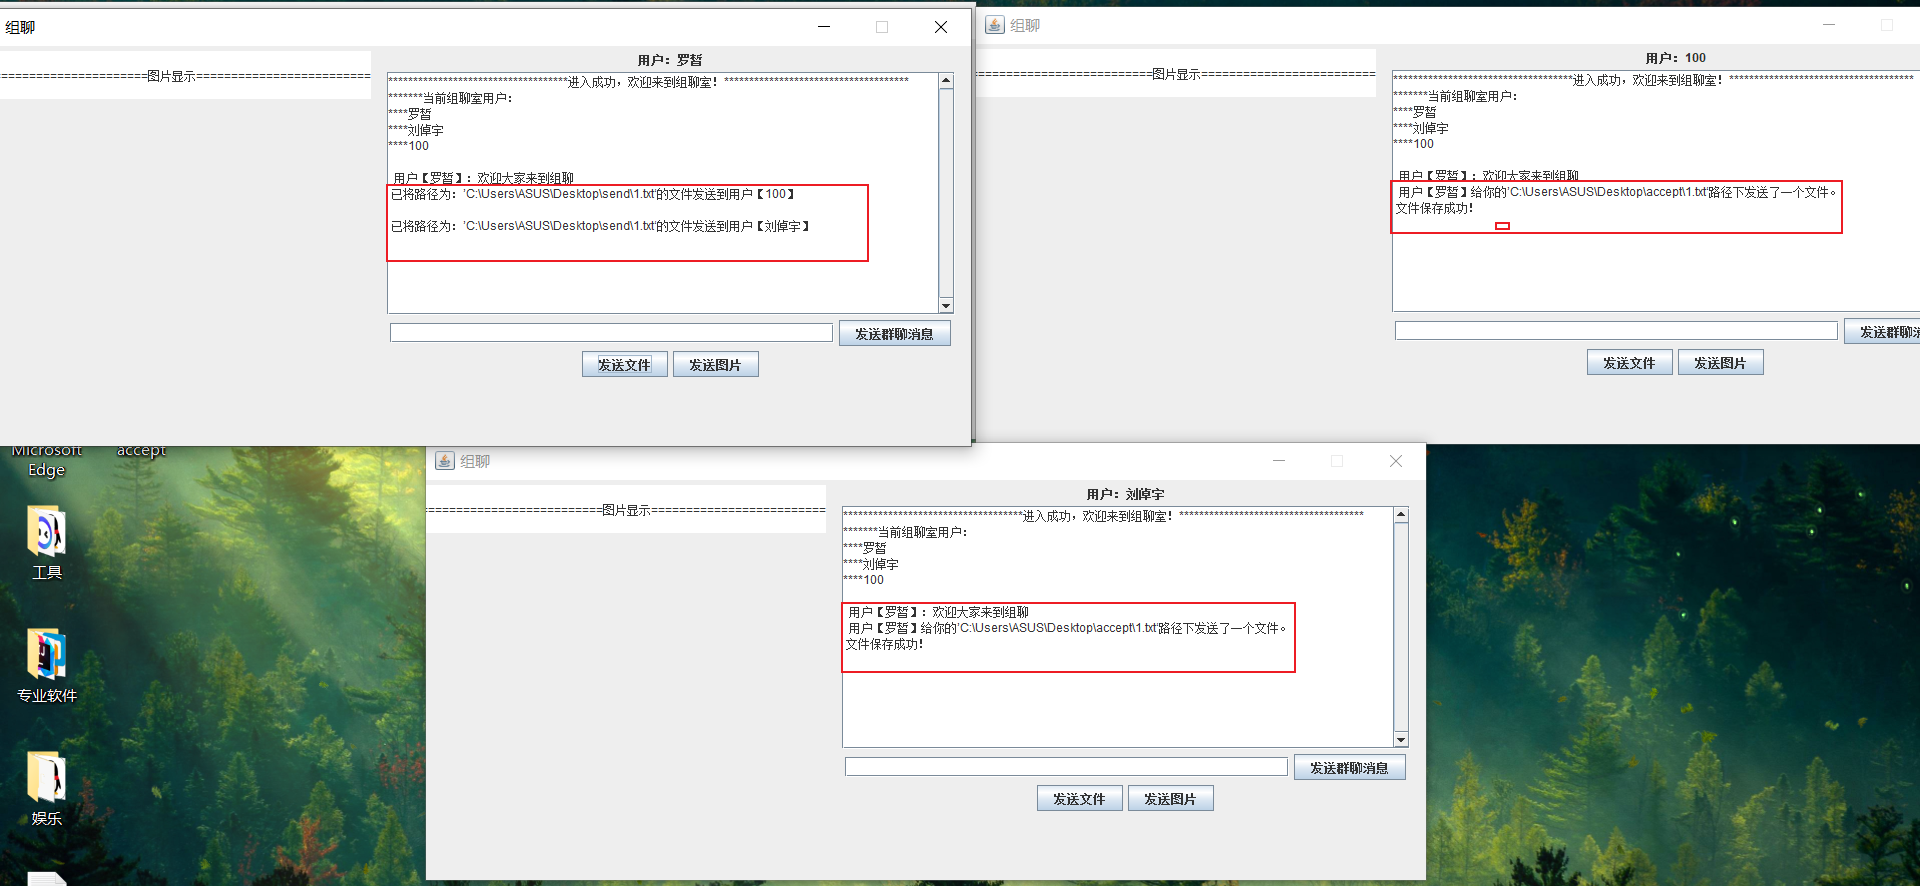 组聊
=====================图片显示=========================
用户：罗皙
************************************进入成功，欢迎来到组聊室！*************************************
*******当前组聊室用户：
****罗皙
****刘倬宇
****100
用户【罗皙】：欢迎大家来到组聊
已将路径为：'C:\Users\ASUS\Desktop\send\1.txt'的文件发送到用户【100】
已将路径为：'C:\Users\ASUS\Desktop\send\1.txt'的文件发送到用户【刘倬宇】
发送群聊消息
发送文件
发送图片
组聊
=========================图片显示=========================
用户：100
************************************进入成功，欢迎来到组聊室！*************************************
*******当前组聊室用户：
****罗皙
****刘倬宇
****100
用户【罗皙】：欢迎大家来到组聊
用户【罗皙】给你的'C:\Users\ASUS\Desktop\accept\1.txt'路径下发送了一个文件。
文件保存成功！
发送群聊
发送文件
发送图片
Microsoft
Edge
accept
工具
专业软件
娱乐
组聊
=========================图片显示=========================
用户：刘倬宇
************************************进入成功，欢迎来到组聊室！*************************************
*******当前组聊室用户：
****罗皙
****刘倬宇
****100
用户【罗皙】：欢迎大家来到组聊
用户【罗皙】给你的'C:\Users\ASUS\Desktop\accept\1.txt'路径下发送了一个文件。
文件保存成功！
发送群聊消息
发送文件
发送图片